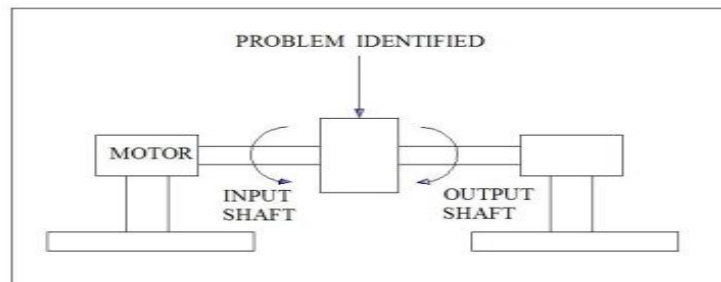 PROBLEM IDENTIFIED
MOTOR
INPUT
SHAFT
OUTPUT
SHAFT